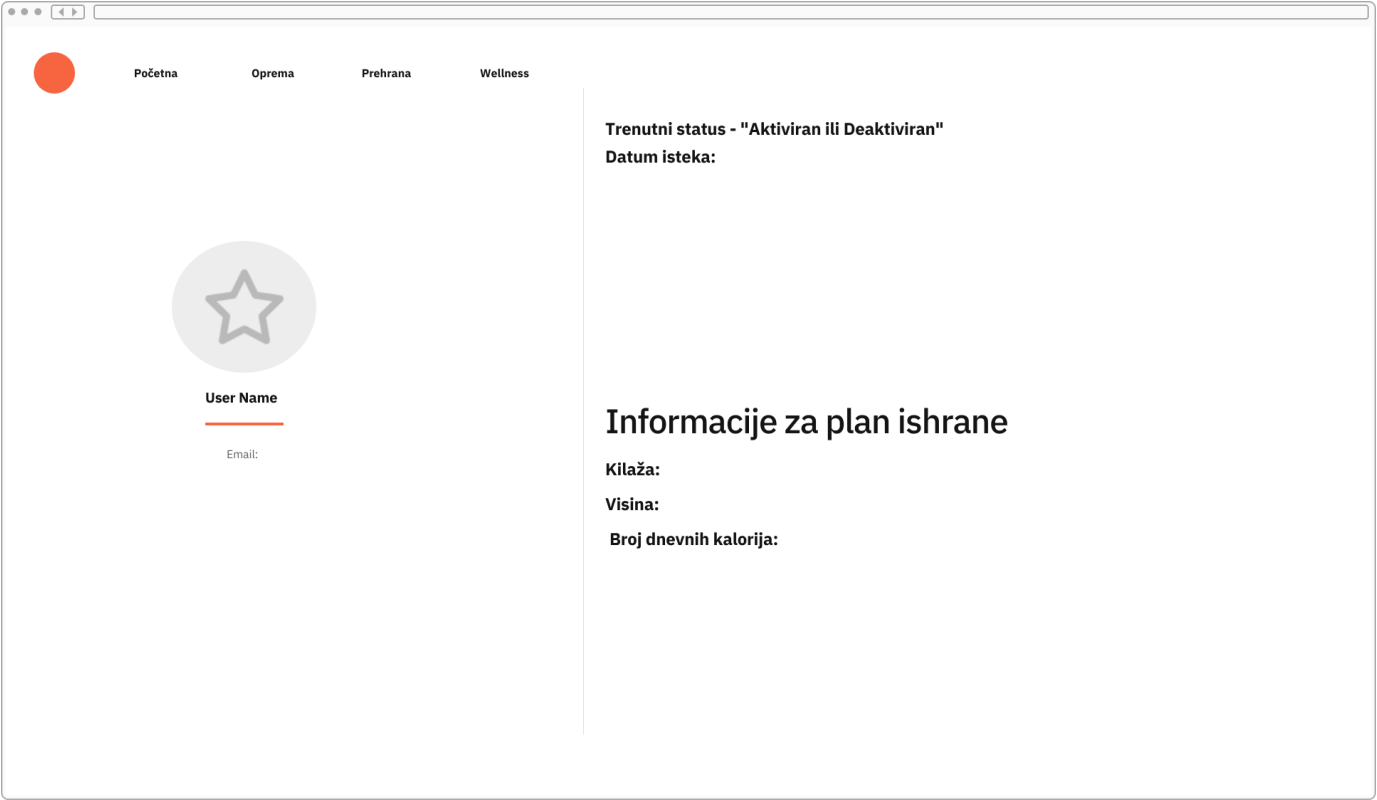 Početna Oprema Prehrana Wellness
Trenutni status - "Aktiviran ili Deaktiviran"
Datum isteka:
User Name
Email:
Informacije za plan ishrane
Kilaža:
Visina:
Broj dnevnih kalorija: